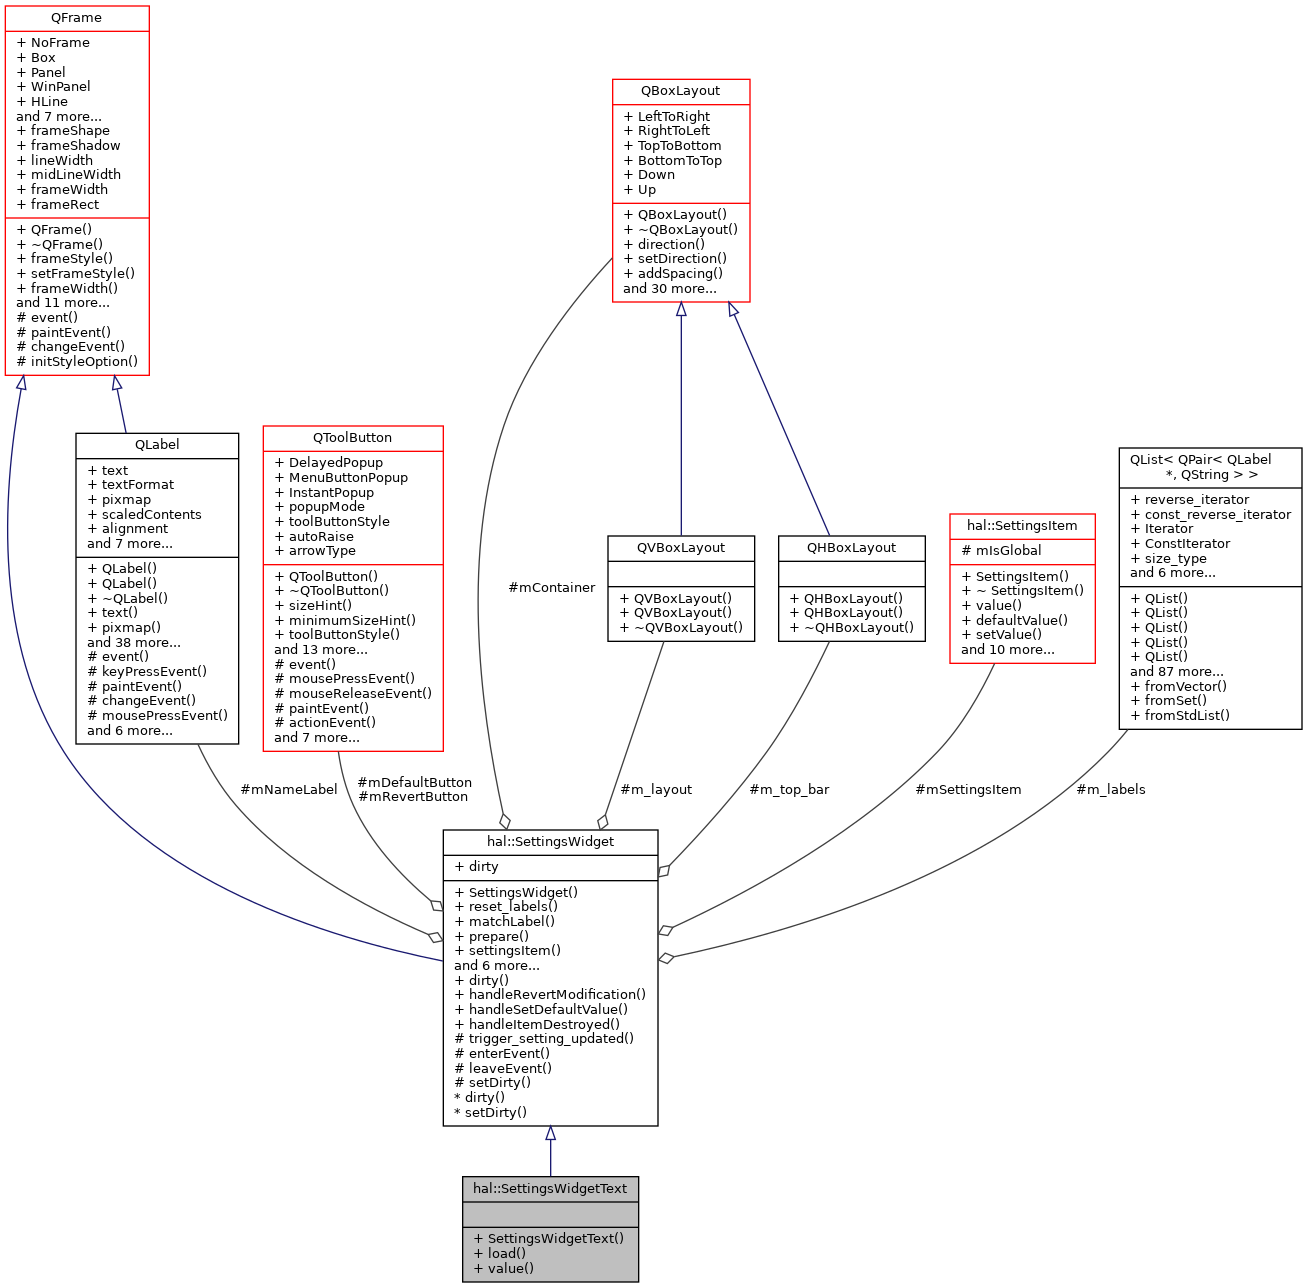 QFrame
+ NoFrame
+ Box
+ Panel
+ WinPanel
+ HLine
and 7 more...
+ frameShape
+ frameShadow
+ lineWidth
+ midLineWidth
+ frameWidth
+ frameRect
+ QFrame()
+ ~QFrame()
+ frameStyle()
+ setFrameStyle()
+ frameWidth()
and 11 more...
# event()
# paintEvent()
# changeEvent()
# initStyleOption()
QBoxLayout
+ LeftToRight
+ RightToLeft
+ TopToBottom
+ BottomToTop
+ Down
+ Up
+ QBoxLayout()
+ ~QBoxLayout()
+ direction()
+ setDirection()
+ addSpacing()
and 30 more...
QLabel
+ text
+ textFormat
+ pixmap
+ scaledContents
+ alignment
and 7 more...
+ QLabel()
+ QLabel()
+ ~QLabel()
+ text()
+ pixmap()
and 38 more...
# event()
# keyPressEvent()
# paintEvent()
# changeEvent()
# mousePressEvent()
and 6 more...
QToolButton
+ DelayedPopup
+ MenuButtonPopup
+ InstantPopup
+ popupMode
+ toolButtonStyle
+ autoRaise
+ arrowType
+ QToolButton()
+ ~QToolButton()
+ sizeHint()
+ minimumSizeHint()
+ toolButtonStyle()
and 13 more...
# event()
# mousePressEvent()
# mouseReleaseEvent()
# paintEvent()
# actionEvent()
and 7 more...
#mContainer
QVBoxLayout
+ QVBoxLayout()
+ QVBoxLayout()
+ ~QVBoxLayout()
QHBoxLayout
+ QHBoxLayout()
+ QHBoxLayout()
+ ~QHBoxLayout()
hal::SettingsItem
# mIsGlobal
+ SettingsItem()
+ ~ SettingsItem()
+ value()
+ defaultValue()
+ setValue()
and 10 more...
QList< QPair< QLabel
*, QString > >
+ reverse_iterator
+ const_reverse_iterator
+ Iterator
+ ConstIterator
+ size_type
and 6 more...
+ QList()
+ QList()
+ QList()
+ QList()
+ QList()
and 87 more...
+ fromVector()
+ fromSet()
+ fromStdList()
#mNameLabel
#mDefaultButton
#mRevertButton
#m_layout
#m_top_bar
#mSettingsItem
#m_labels
hal::SettingsWidget
+ dirty
+ SettingsWidget()
+ reset_labels()
+ matchLabel()
+ prepare()
+ settingsItem()
and 6 more...
+ dirty()
+ handleRevertModification()
+ handleSetDefaultValue()
+ handleItemDestroyed()
# trigger_setting_updated()
# enterEvent()
# leaveEvent()
# setDirty()
* dirty()
* setDirty()
hal::SettingsWidgetText
+ SettingsWidgetText()
+ load()
+ value()